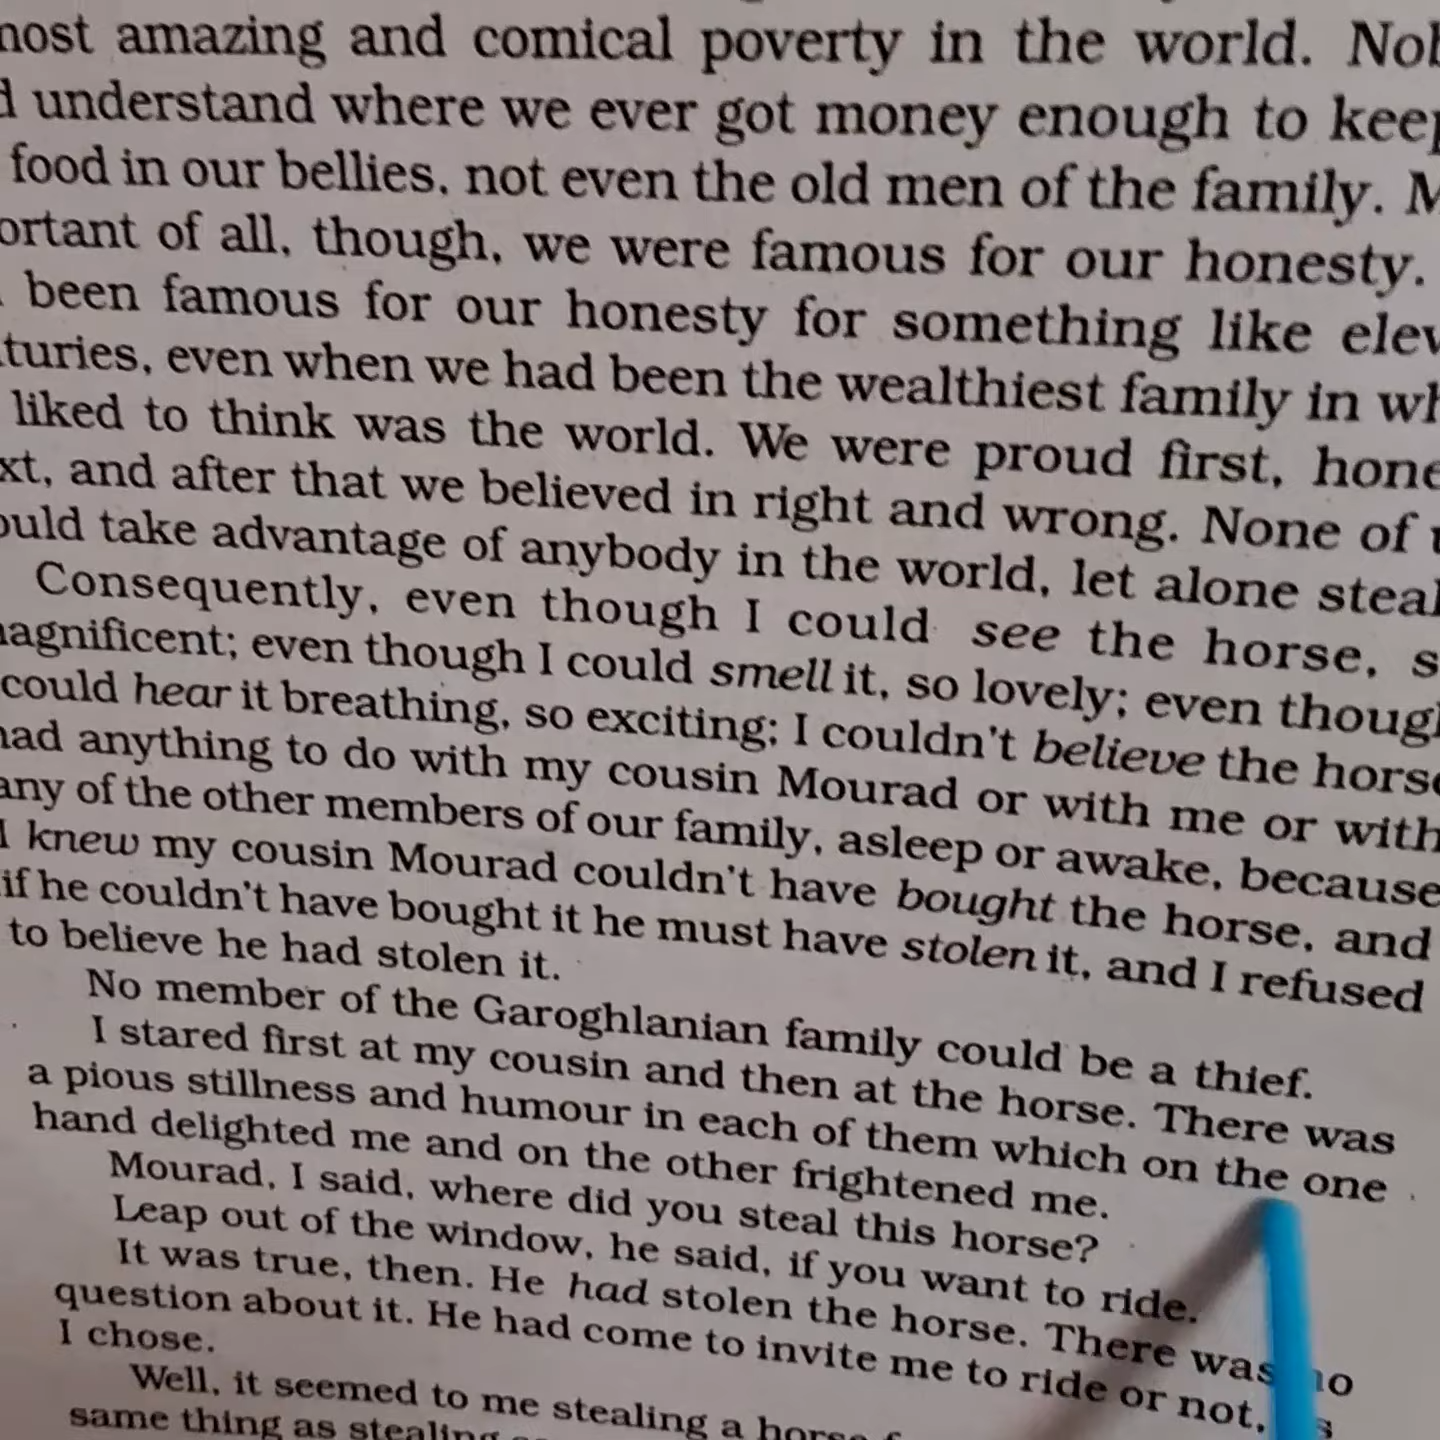 most amazing and comical poverty in the world. Nob
d understand where we ever got money enough to keep
food in our bellies, not even the old men of the family. M
ortant of all, though, we were famous for our honesty.
been famous for our honesty for something like elev
turies, even when we had been the wealthiest family in wh
liked to think was the world. We were proud first, hone
xt, and after that we believed in right and wrong. None of u
ould take advantage of anybody in the world, let alone steal
Consequently, even though I could see the horse, s
magnificent; even though I could smell it, so lovely; even though
could hear it breathing, so exciting; I couldn't believe the horse
had anything to do with my cousin Mourad or with me or with
any of the other members of our family, asleep or awake, because
I knew my cousin Mourad couldn't have bought the horse, and
if he couldn't have bought it he must have stolen it, and I refused
to believe he had stolen it.
No member of the Garoghlanian family could be a thief.
I stared first at my cousin and then at the horse. There was
a pious stillness and humour in each of them which on the one
hand delighted me and on the other frightened me.
Mourad, I said, where did you steal this horse?
Leap out of the window, he said, if you want to ride.
It was true, then. He had stolen the horse. There was no
question about it. He had come to invite me to ride or not, s
I chose.
Well, it seemed to me stealing a horse f
same thing as stealing